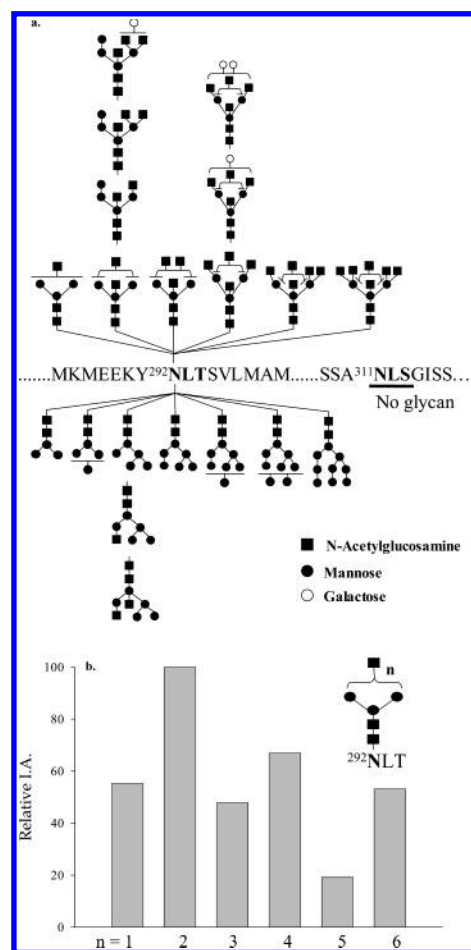 a.
......MKMEEKY²⁹²NLTSVLMAM......SSA³¹¹NLSGISS......
No glycan
N-Acetylglucosamine
Mannose
Galactose
b.
n
²⁹²NLT
Relative I.A.
100
80
60
40
20
0
n = 1 2 3 4 5 6